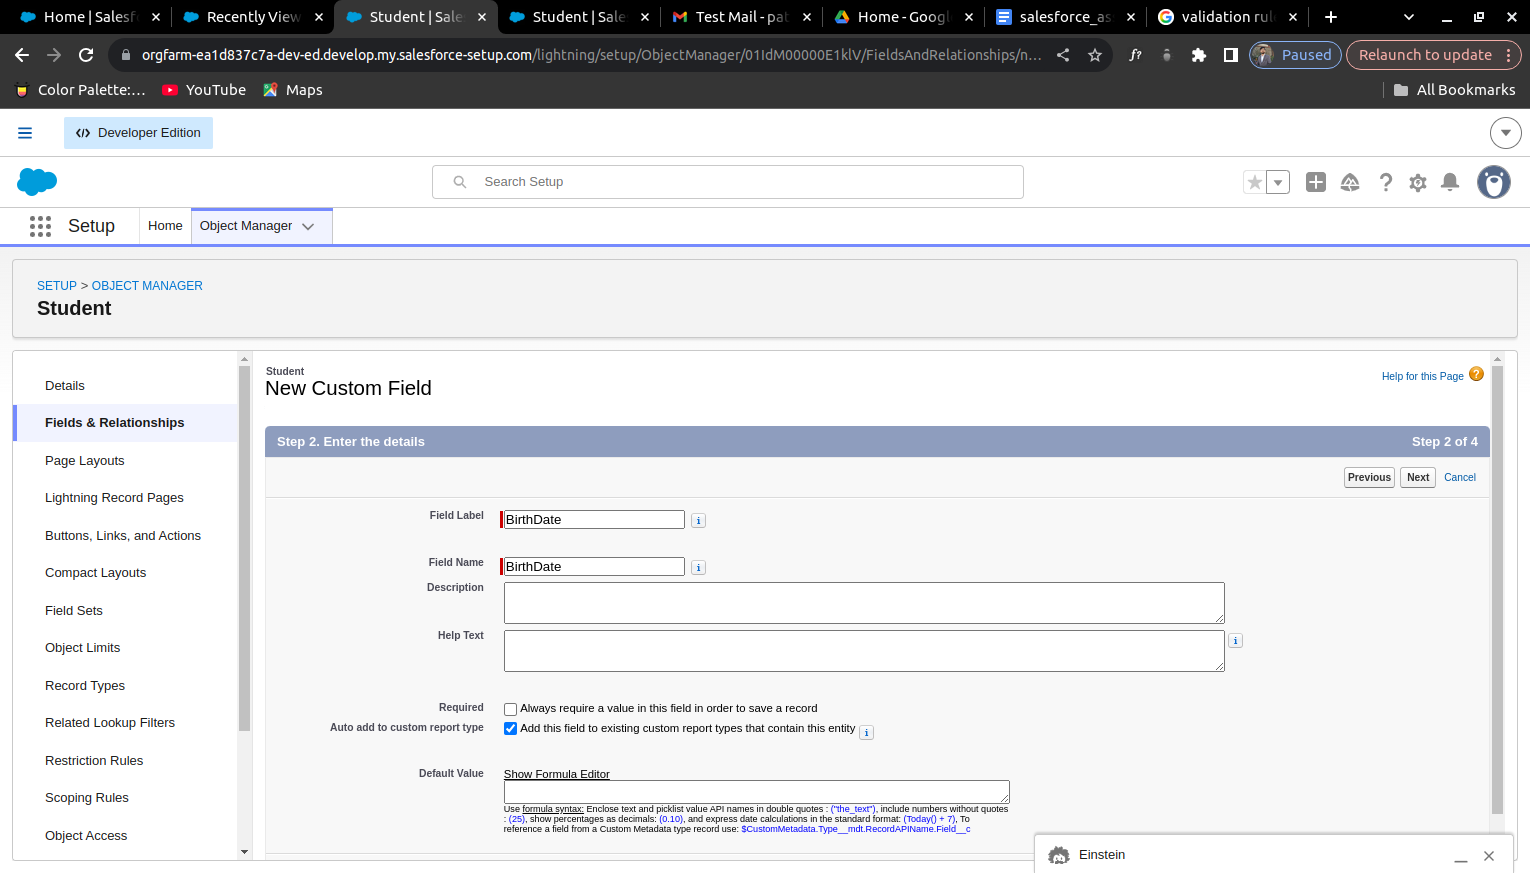 Home | Salesf
Recently View
Student | Sale
Student | Sale
Test Mail - pat
Home - Googl
salesforce_as
validation rul
orgfarm-ea1d837c7a-dev-ed.develop.my.salesforce-setup.com/lightning/setup/ObjectManager/01IdM00000E1klV/FieldsAndRelationships/n...
f?
Paused
Relaunch to update
Color Palette:...
YouTube
Maps
All Bookmarks
Developer Edition
Search Setup
Setup
Home
Object Manager
SETUP > OBJECT MANAGER
Student
Details
Fields & Relationships
Page Layouts
Lightning Record Pages
Buttons, Links, and Actions
Compact Layouts
Field Sets
Object Limits
Record Types
Related Lookup Filters
Restriction Rules
Scoping Rules
Object Access
Student
New Custom Field
Help for this Page ?
Step 2. Enter the details
Step 2 of 4
Previous
Next
Cancel
Field Label
BirthDate
i
Field Name
BirthDate
i
Description
Help Text
i
Required
Always require a value in this field in order to save a record
Auto add to custom report type
Add this field to existing custom report types that contain this entity
i
Default Value
Show Formula Editor
Use formula syntax: Enclose text and picklist value API names in double quotes : ("the_text"), include numbers without quotes
: (25), show percentages as decimals: (0.10), and express date calculations in the standard format: (Today() + 7), To
reference a field from a Custom Metadata type record use: $CustomMetadata.Type__mdt.RecordAPIName.Field__c
Einstein